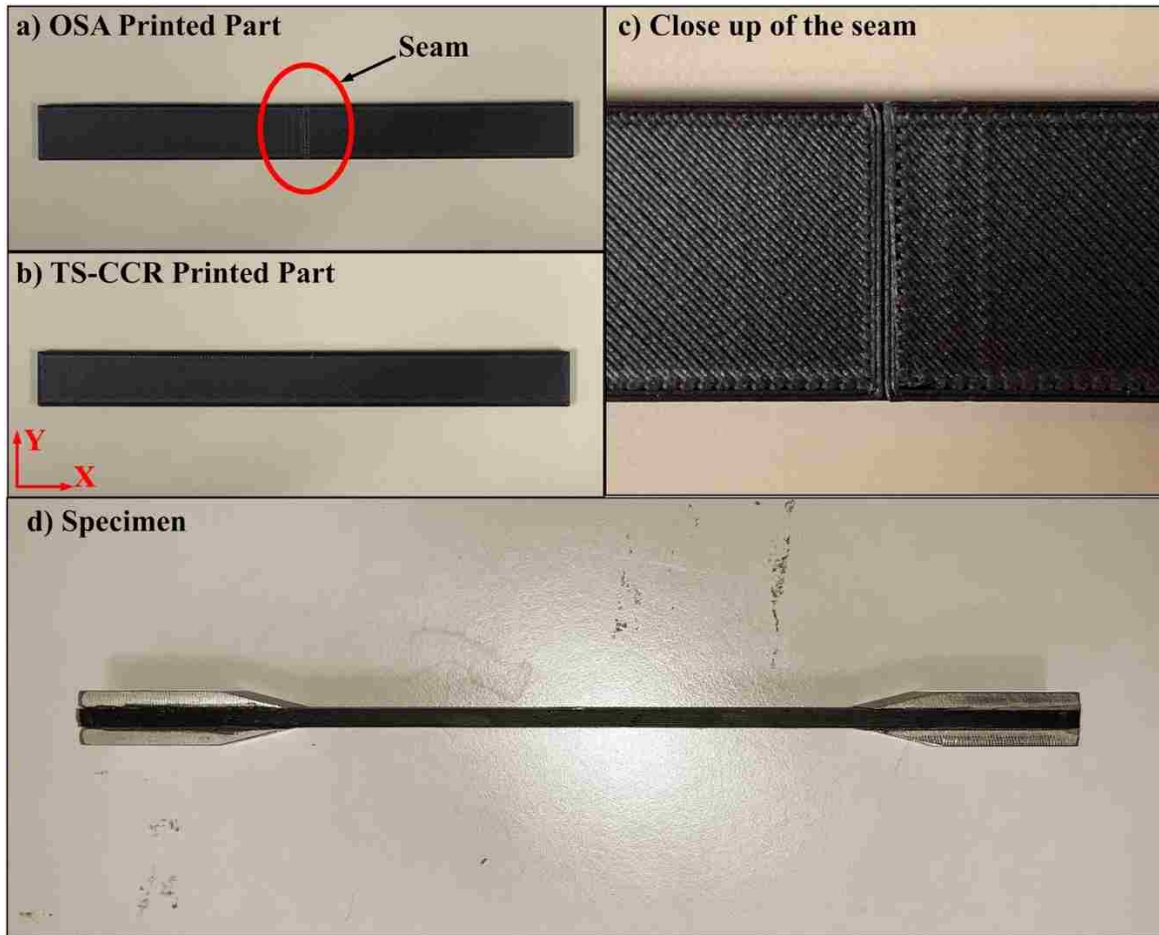 a) OSA Printed Part
Seam
b) TS-CCR Printed Part
Y
X
c) Close up of the seam
d) Specimen